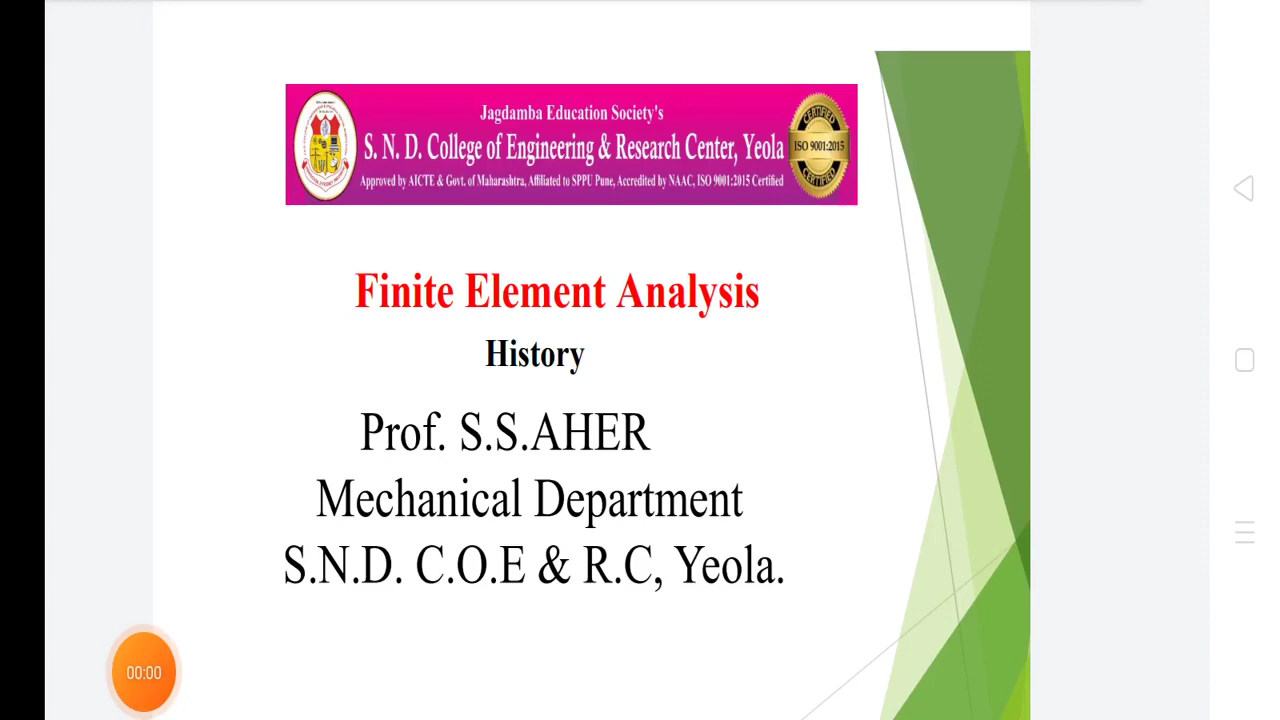 Jagdamba Education Society's
S. N. D. College of Engineering & Research Center, Yeola
Approved by AICTE & Govt. of Maharashtra, Affiliated to SPPU Pune, Accredited by NAAC, ISO 9001:2015 Certified
CERTIFIED
ISO 9001:2015
CERTIFIED
Finite Element Analysis
History
Prof. S.S.AHER
Mechanical Department
S.N.D. C.O.E & R.C, Yeola.
00:00